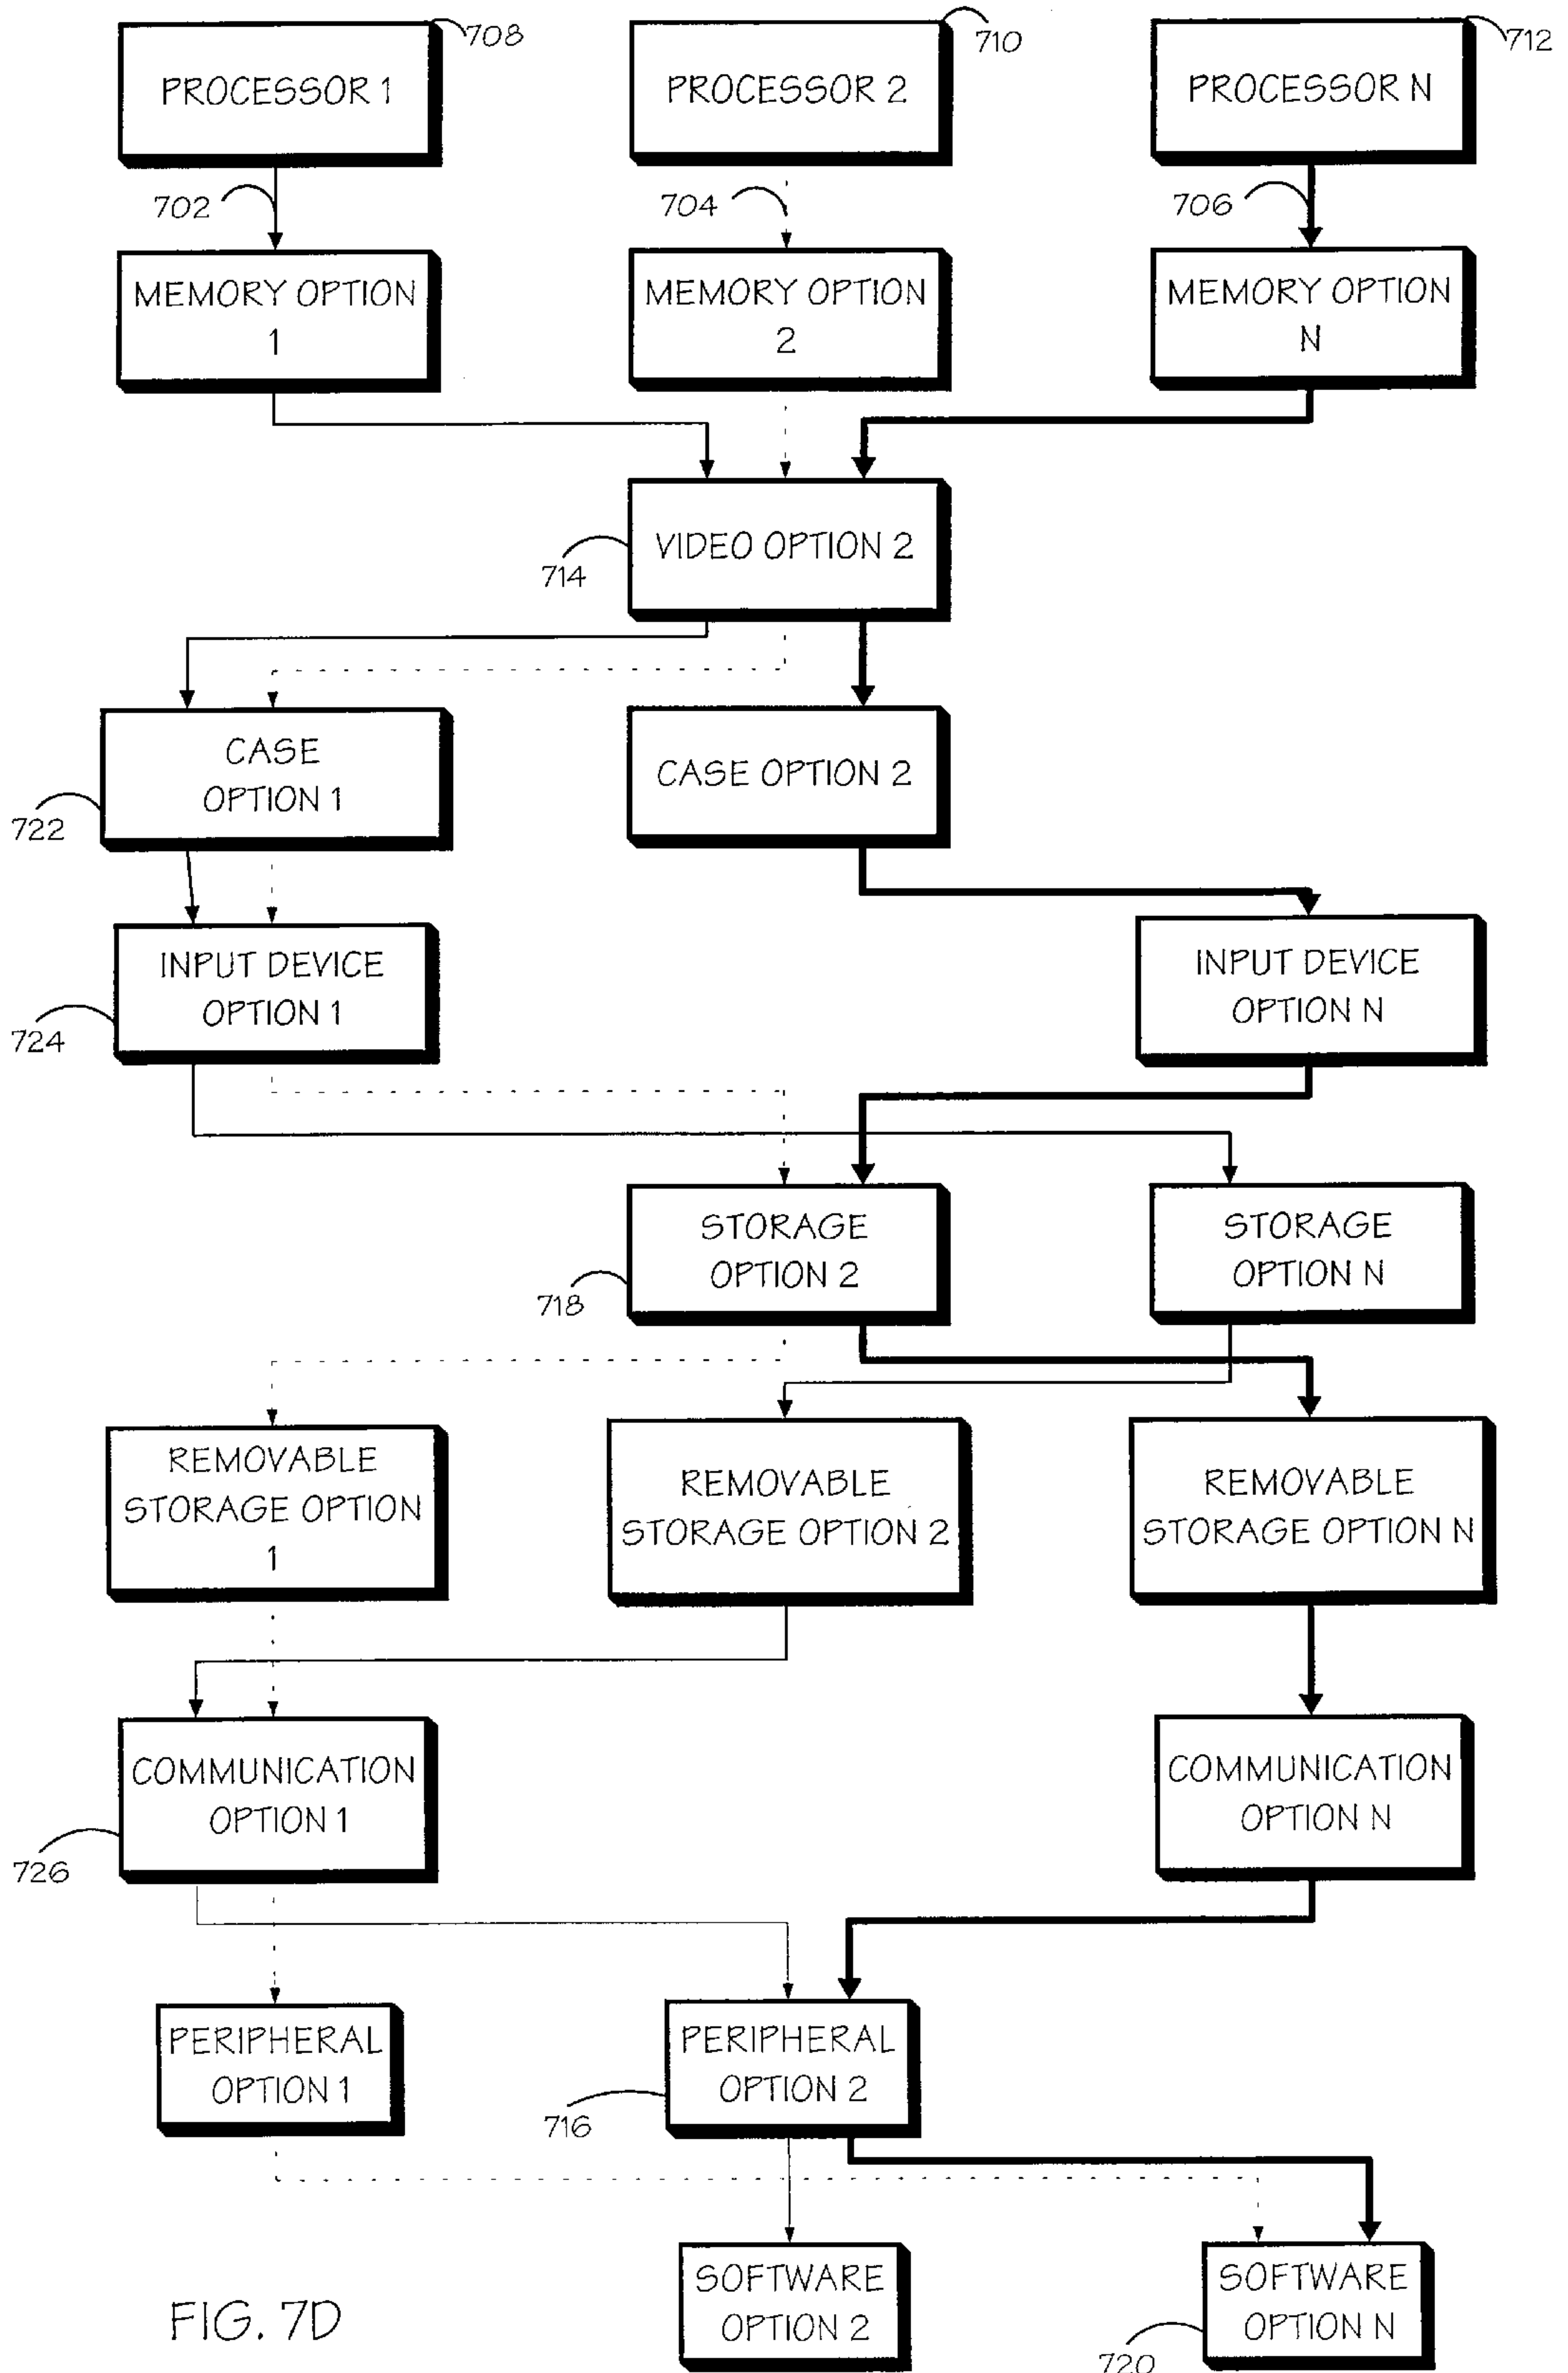 708
710
712
PROCESSOR 1
PROCESSOR 2
PROCESSOR N
702
704
706
MEMORY OPTION
1
MEMORY OPTION
2
MEMORY OPTION
N
VIDEO OPTION 2
714
CASE
OPTION 1
722
CASE OPTION 2
INPUT DEVICE
OPTION 1
724
INPUT DEVICE
OPTION N
STORAGE
OPTION 2
718
STORAGE
OPTION N
REMOVABLE
STORAGE OPTION
1
REMOVABLE
STORAGE OPTION 2
REMOVABLE
STORAGE OPTION N
COMMUNICATION
OPTION 1
726
COMMUNICATION
OPTION N
PERIPHERAL
OPTION 1
PERIPHERAL
OPTION 2
716
SOFTWARE
OPTION 2
SOFTWARE
OPTION N
720
FIG. 7D